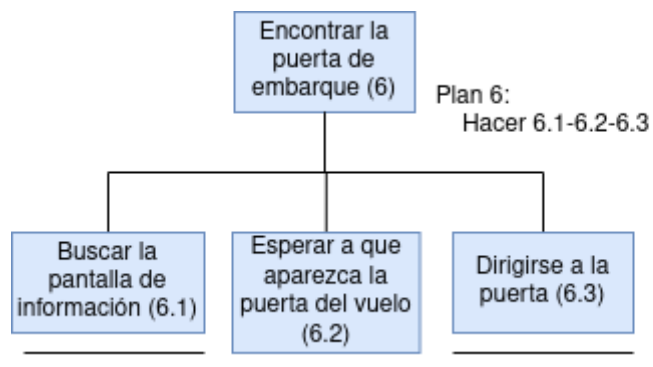 Encontrar la
puerta de
embarque (6)
Plan 6:
Hacer 6.1-6.2-6.3
Buscar la
pantalla de
información (6.1)
Esperar a que
aparezca la
puerta del vuelo
(6.2)
Dirigirse a la
puerta (6.3)